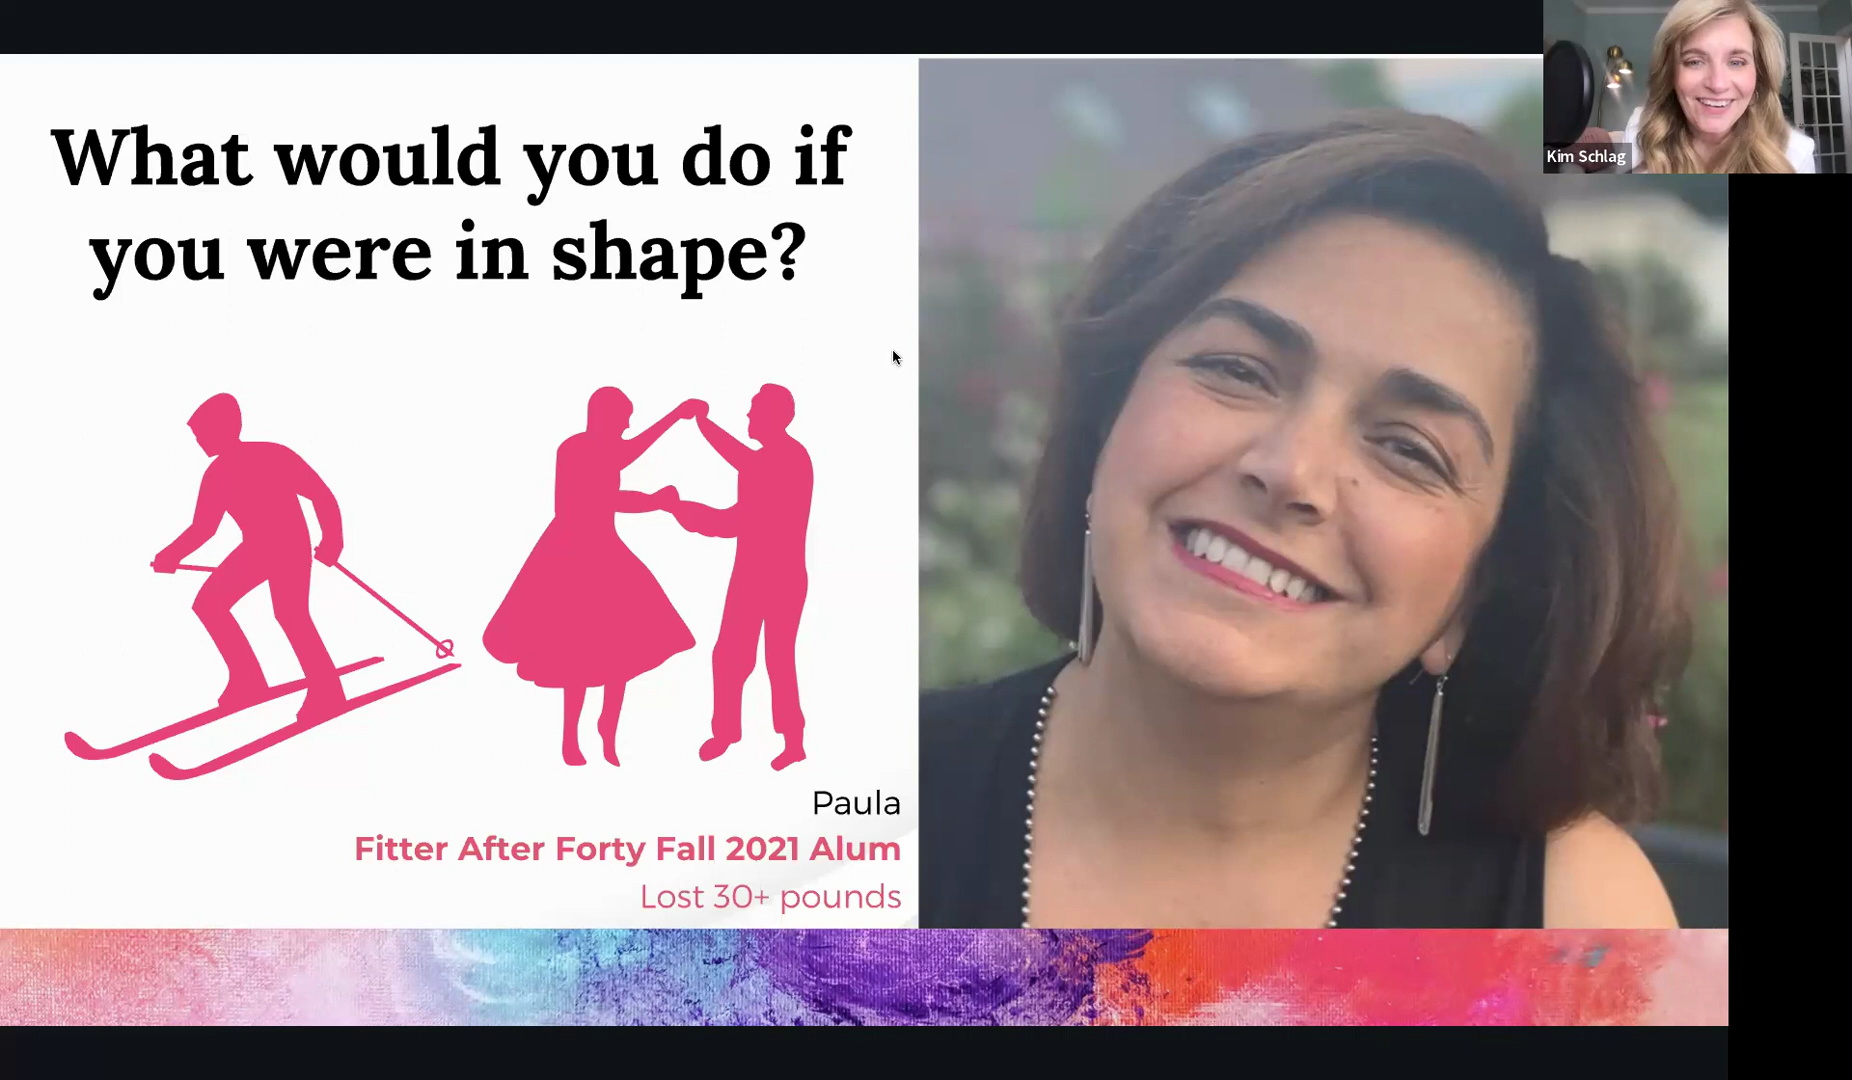 What would you do if
you were in shape?
Paula
Fitter After Forty Fall 2021 Alum
Lost 30+ pounds
Kim Schlag